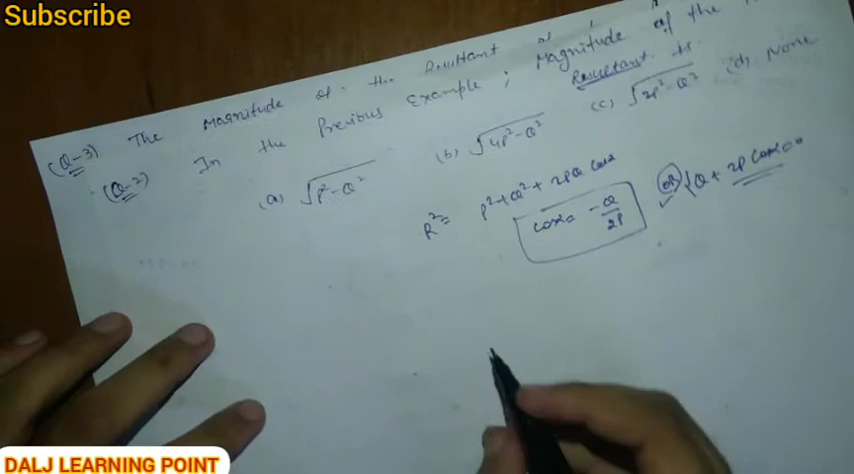 Subscribe
(Q-3) The Magnitude of the Resultant of
(Q-2) In the Previous Example ; Magnitude of the
Resultant is
(a) √P²-Q² (b) √4P²-Q² (c) √2P²-Q² (d) None
R²= P²+Q²+2PQ cosα
cosα= -Q/2P OR {Q + 2P cosα=0
DALJ LEARNING POINT